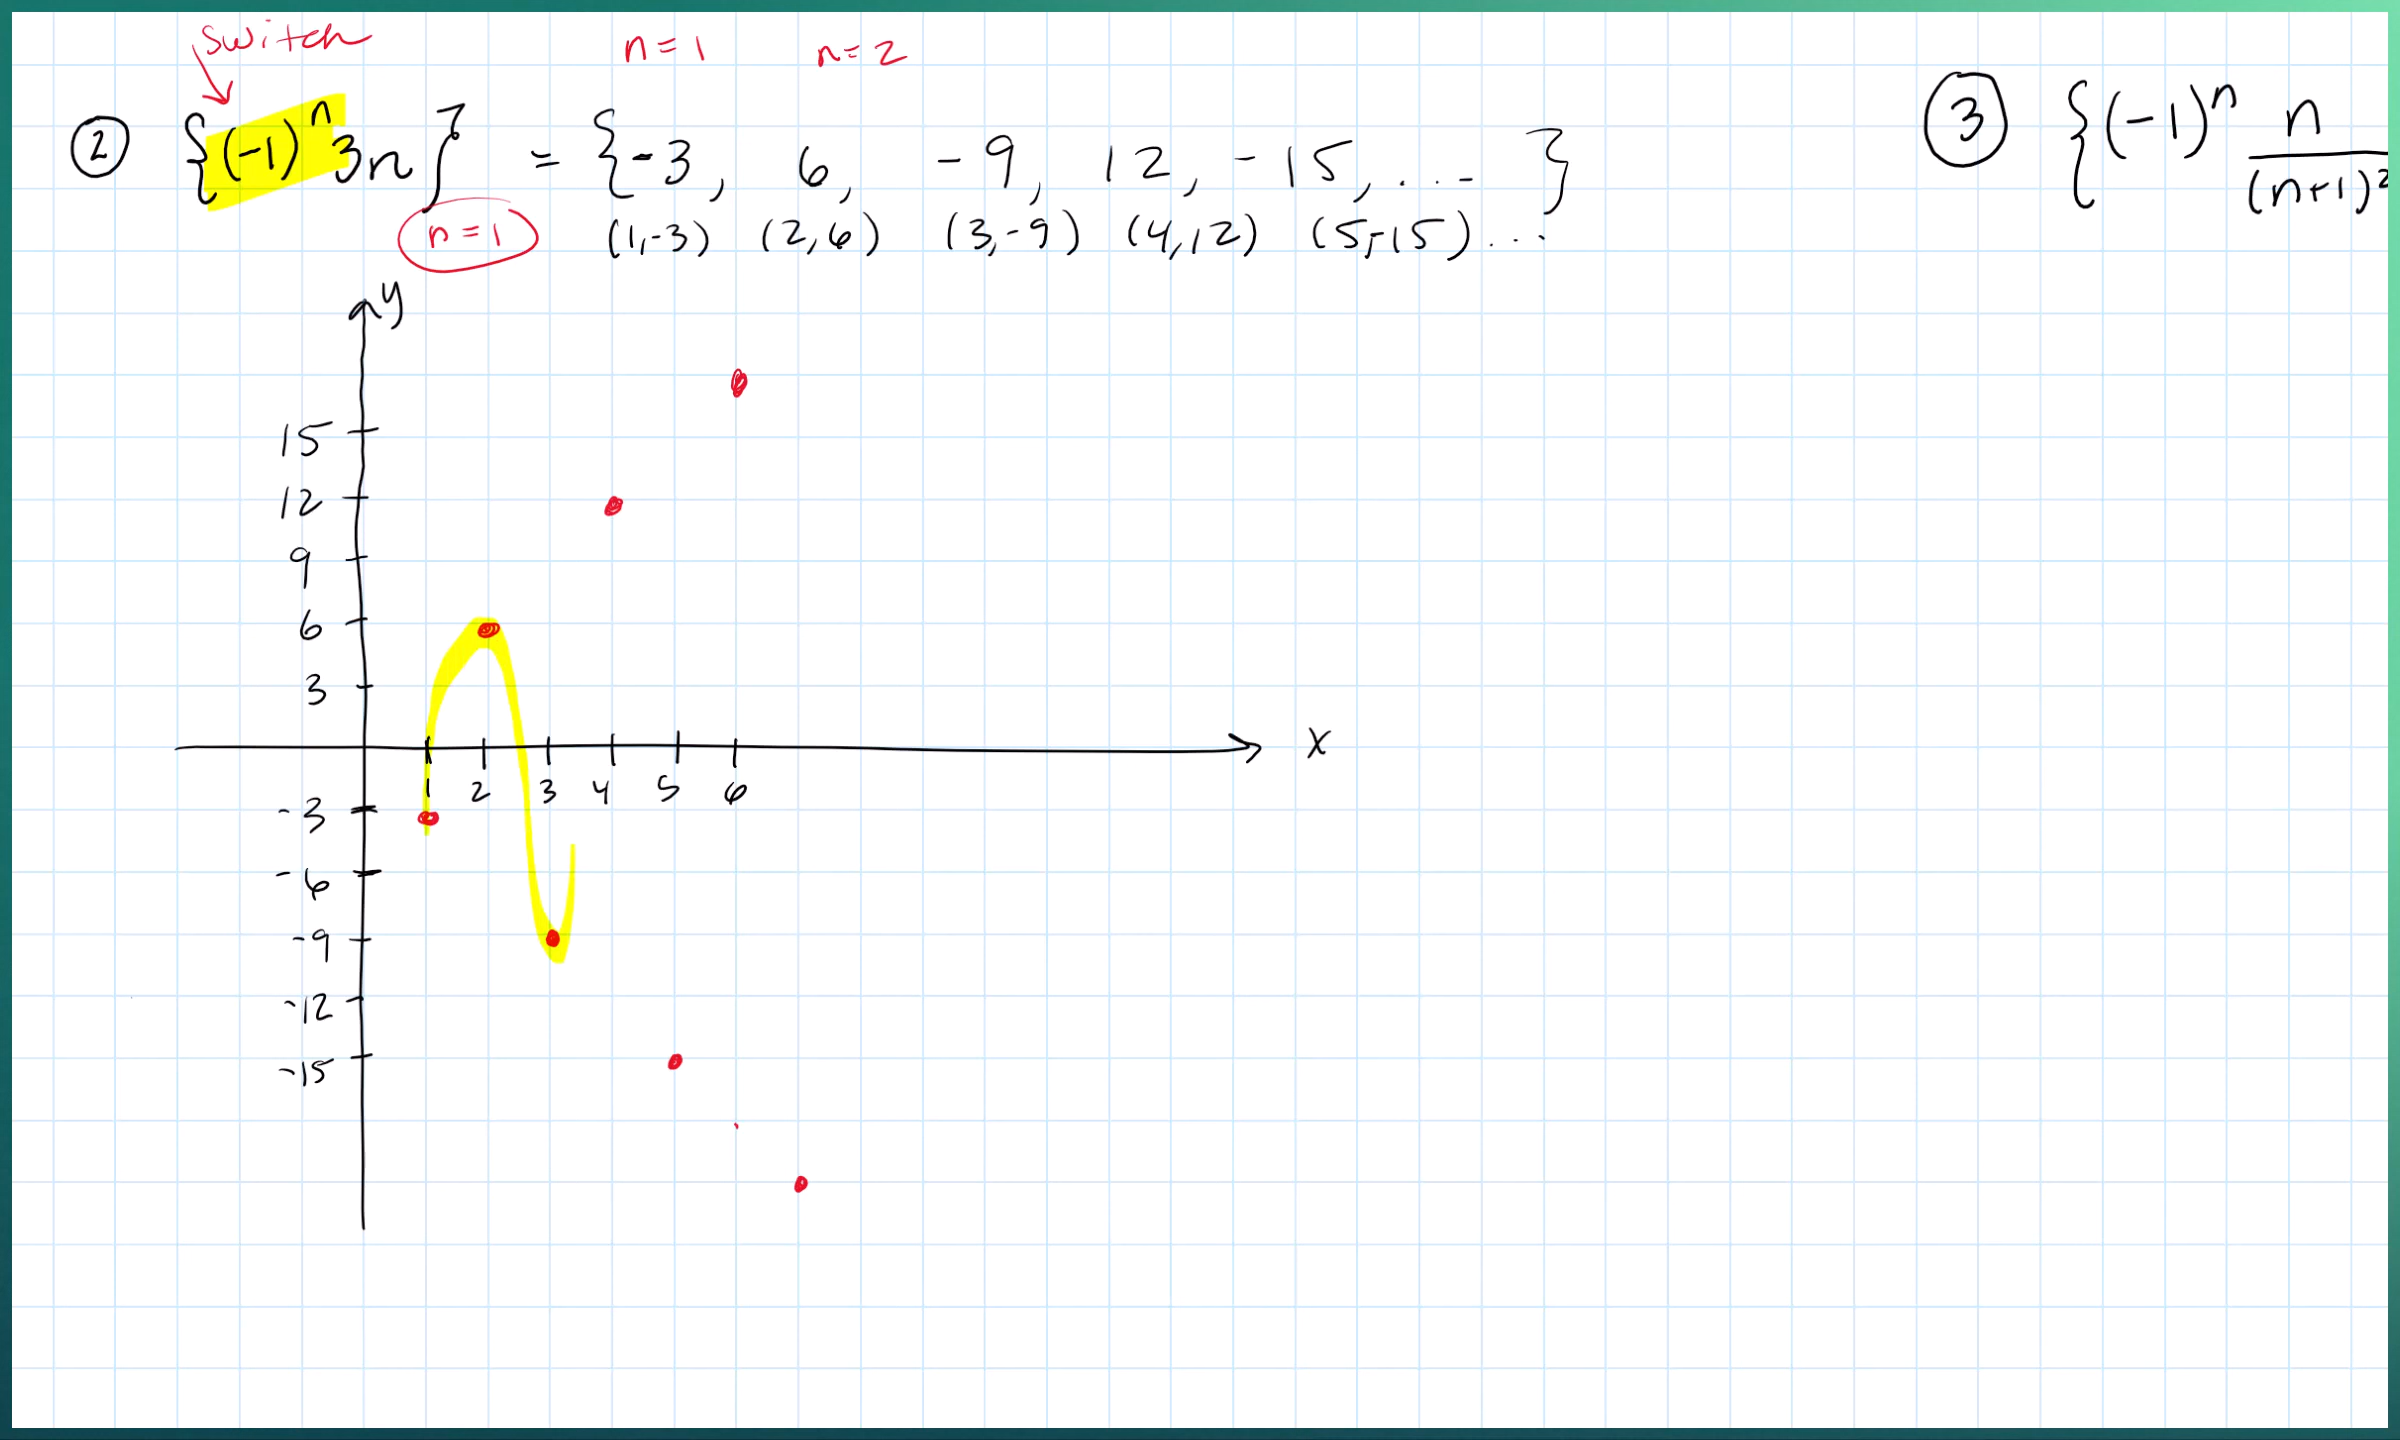 switch
n=1 n=2
② {(-1)ⁿ3n} = {-3, 6, -9, 12, -15, ... }
n=1 (1,-3) (2,6) (3,-9) (4,12) (5,-15)...
③ {(-1)ⁿ n
(n+1)²
y
15
12
9
6
3
x
1 2 3 4 5 6
-3
-6
-9
-12
-15